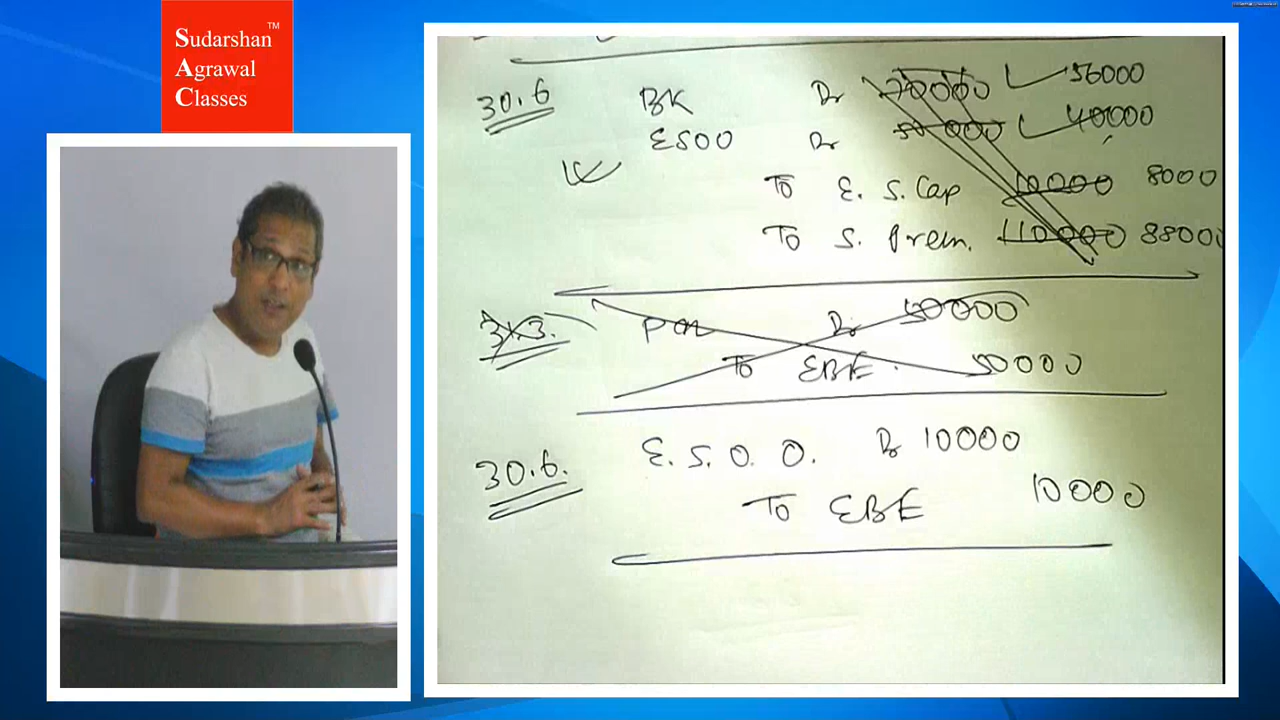 Sudarshan™
Agrawal
Classes
30.6 BK Dr 70000 56000
ESOO Dr 50000 40000
To E. S. Cap 10000 8000
To S. Prem. 110000 88000
31.3. Dr 50000
To EBE. 50000
30.6. E. S. O. O. Dr 10000
To EBE 10000